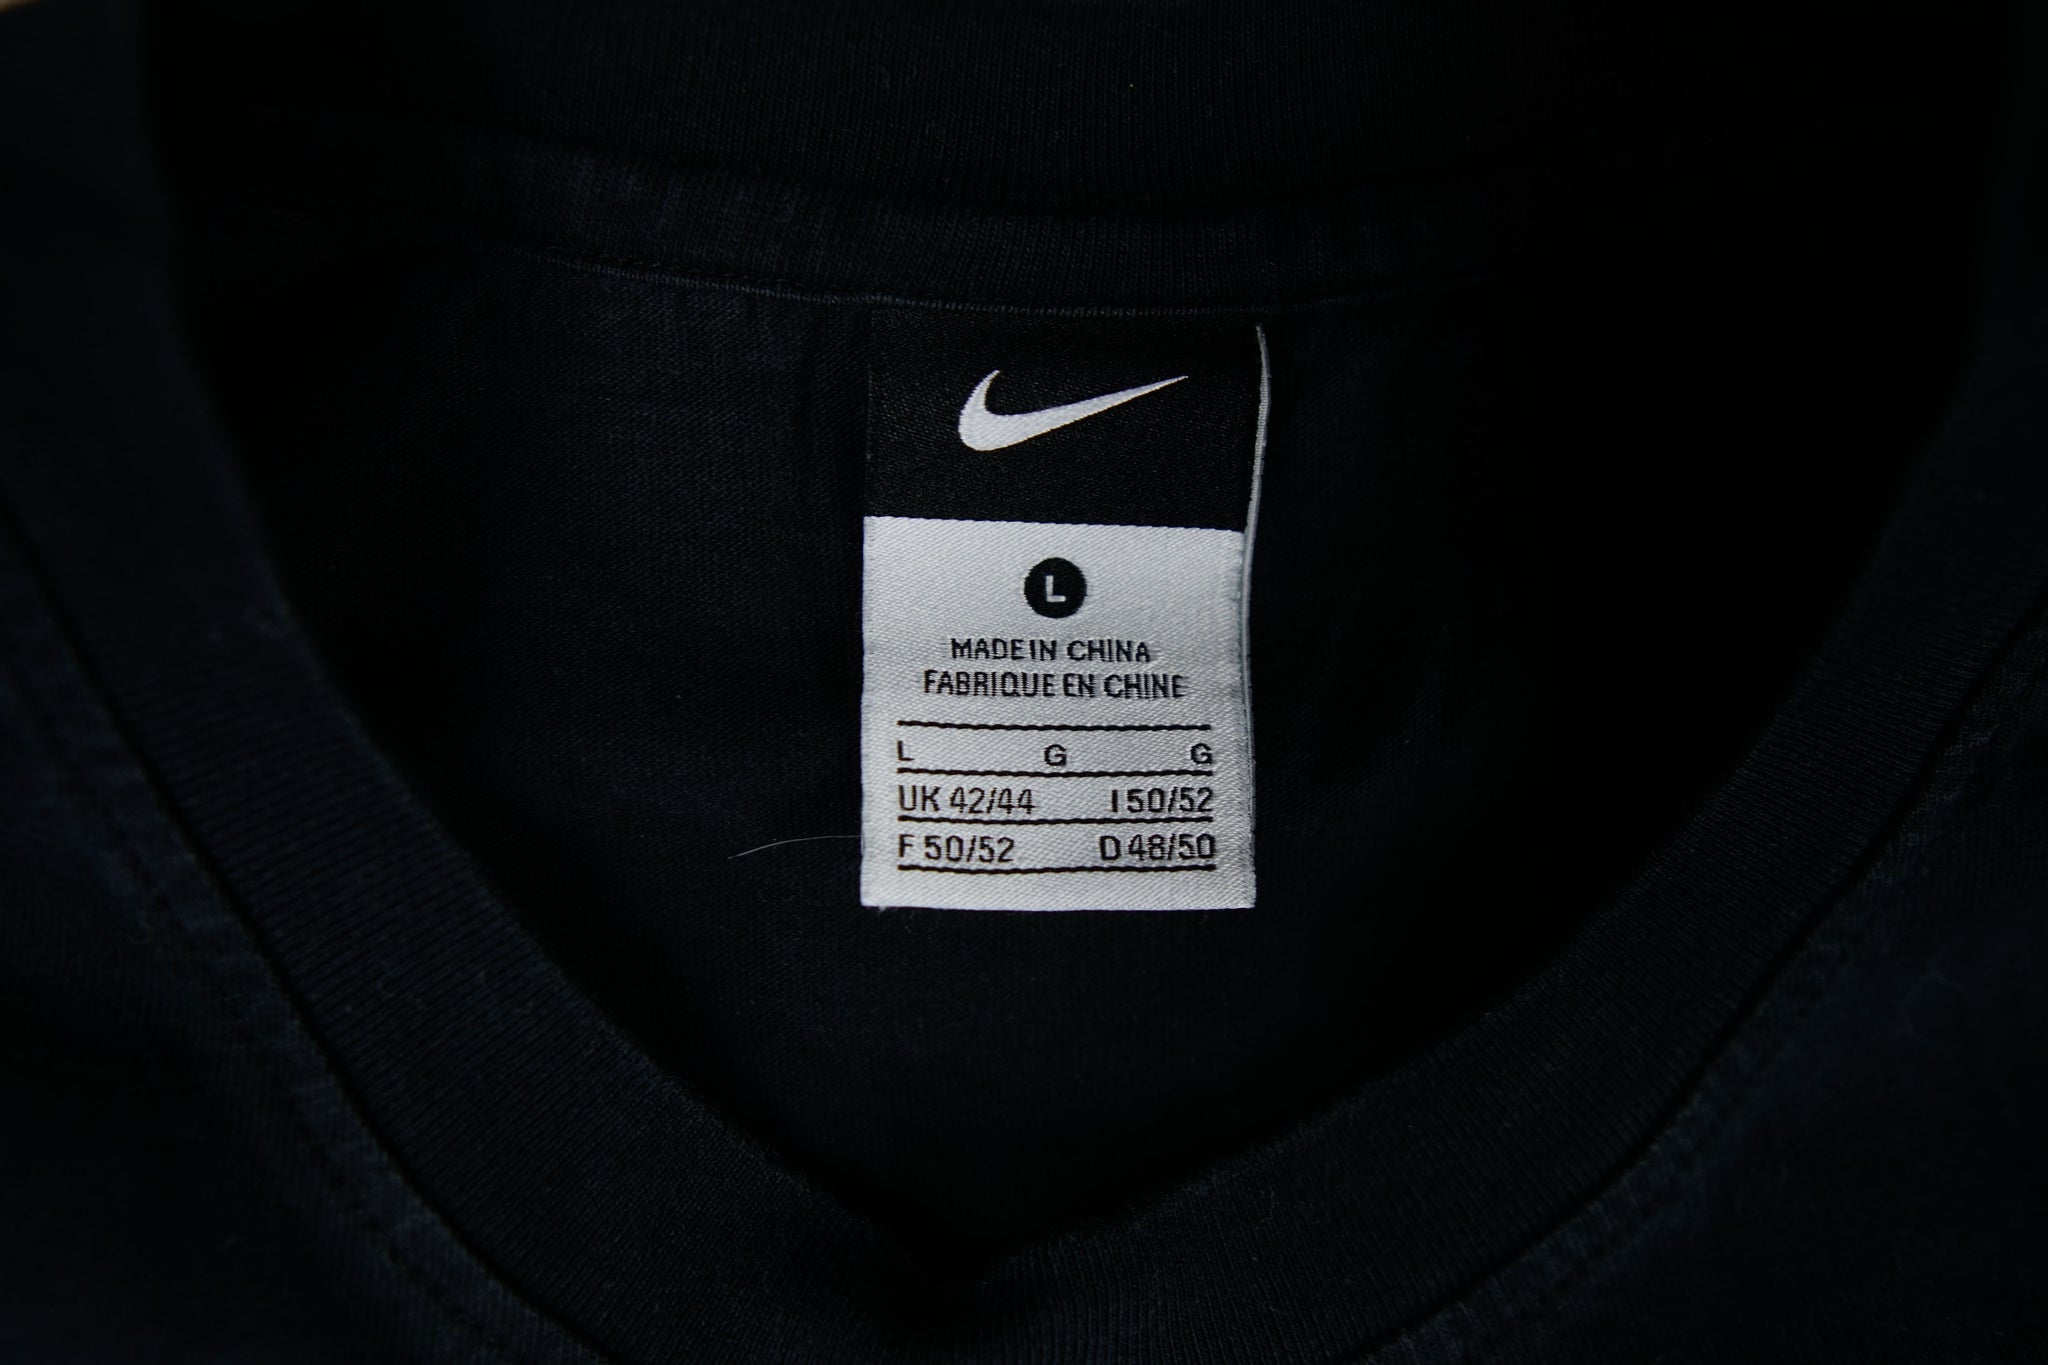 L
MADE IN CHINA
FABRIQUE EN CHINE
L G G
UK 42/44 I 50/52
F 50/52 D 48/50